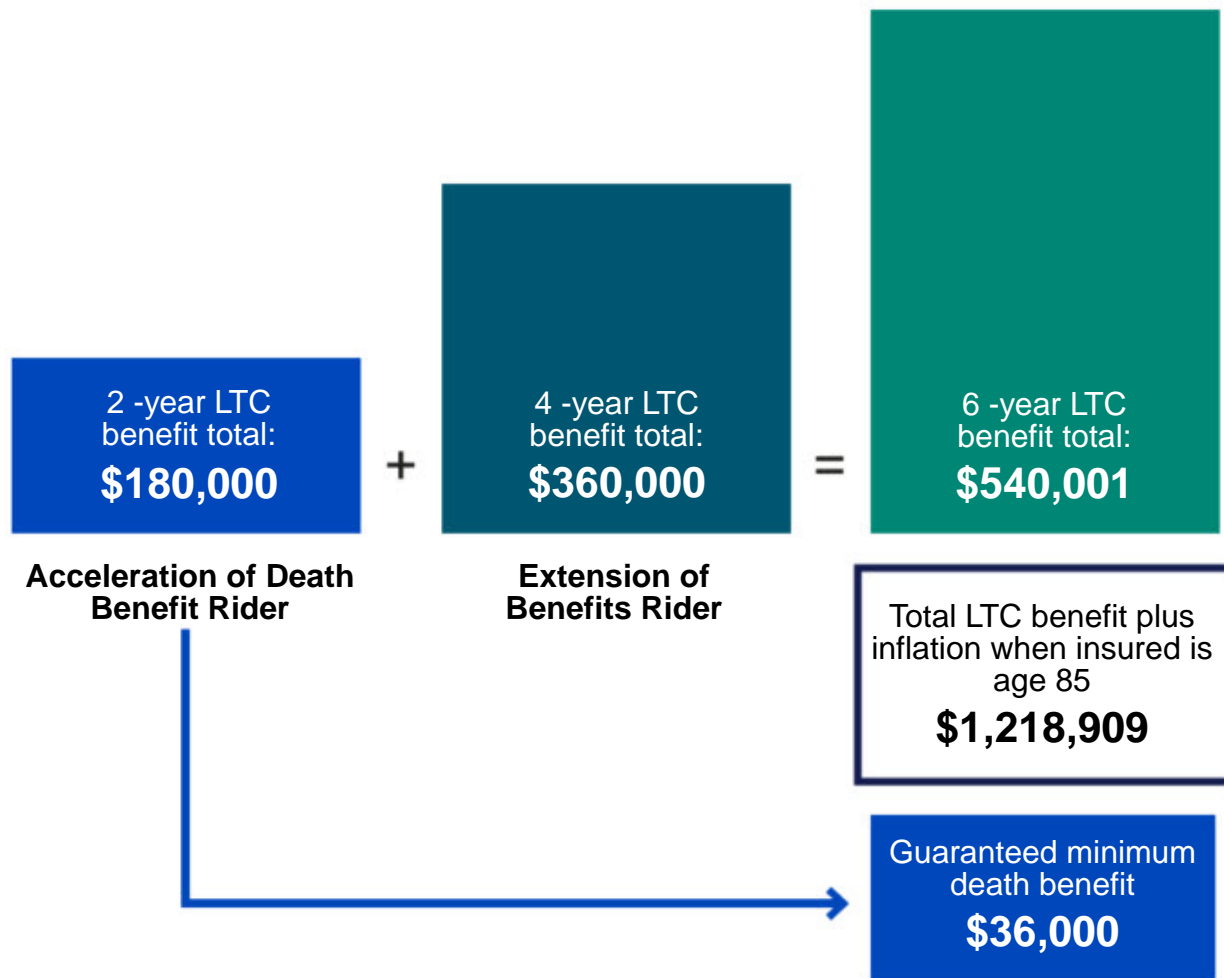 2 -year LTC
benefit total:
$180,000
+
4 -year LTC
benefit total:
$360,000
=
6 -year LTC
benefit total:
$540,001
Acceleration of Death
Benefit Rider
Extension of
Benefits Rider
Total LTC benefit plus
inflation when insured is
age 85
$1,218,909
Guaranteed minimum
death benefit
$36,000